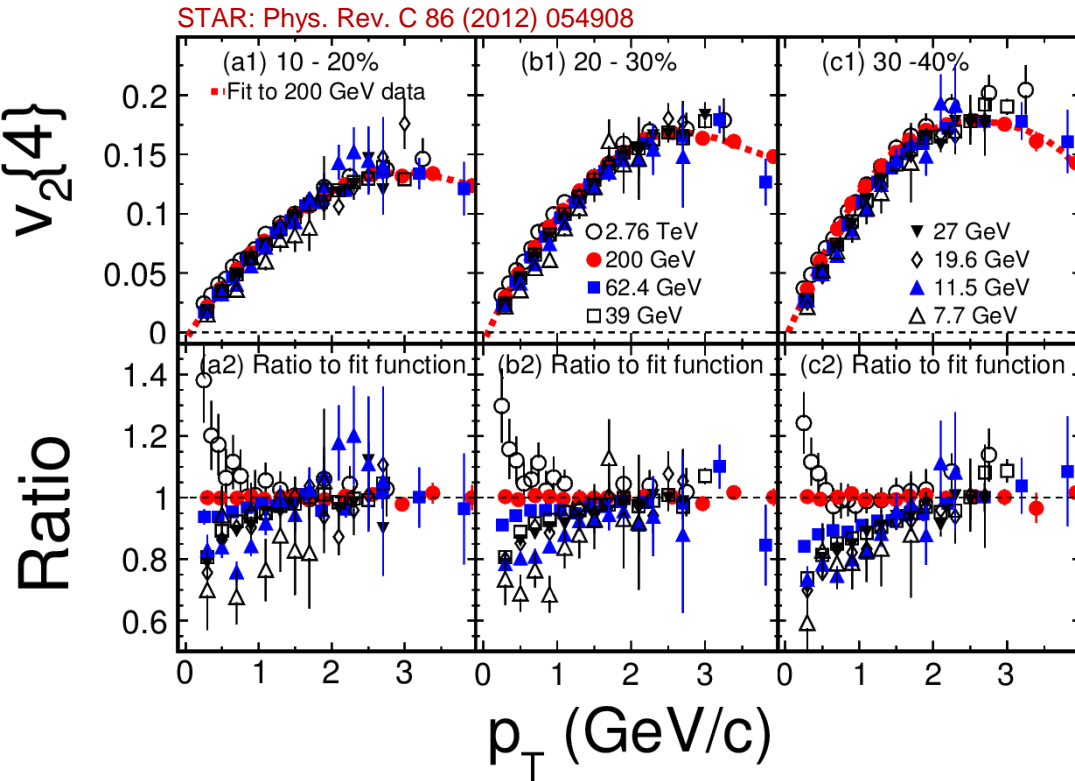 STAR: Phys. Rev. C 86 (2012) 054908
(a1) 10 - 20%
Fit to 200 GeV data
(b1) 20 - 30%
(c1) 30 -40%
v2{4}
0.2
0.15
0.1
0.05
0
2.76 TeV
200 GeV
62.4 GeV
39 GeV
27 GeV
19.6 GeV
11.5 GeV
7.7 GeV
(a2) Ratio to fit function
(b2) Ratio to fit function
(c2) Ratio to fit function
Ratio
1.4
1.2
1
0.8
0.6
0 1 2 3 0 1 2 3 0 1 2 3
pT (GeV/c)